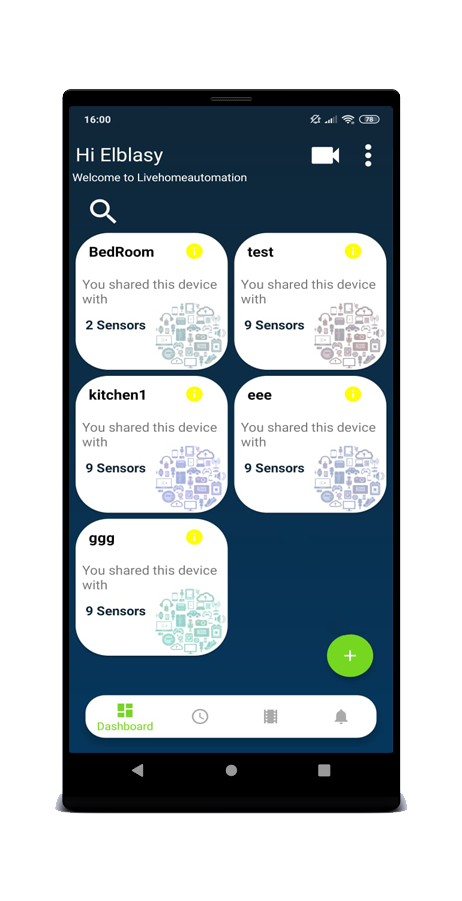 16:00
78
Hi Elblasy
Welcome to Livehomeautomation
BedRoom
You shared this device
with
2 Sensors
test
You shared this device
with
9 Sensors
kitchen1
You shared this device
with
9 Sensors
eee
You shared this device
with
9 Sensors
ggg
You shared this device
with
9 Sensors
Dashboard